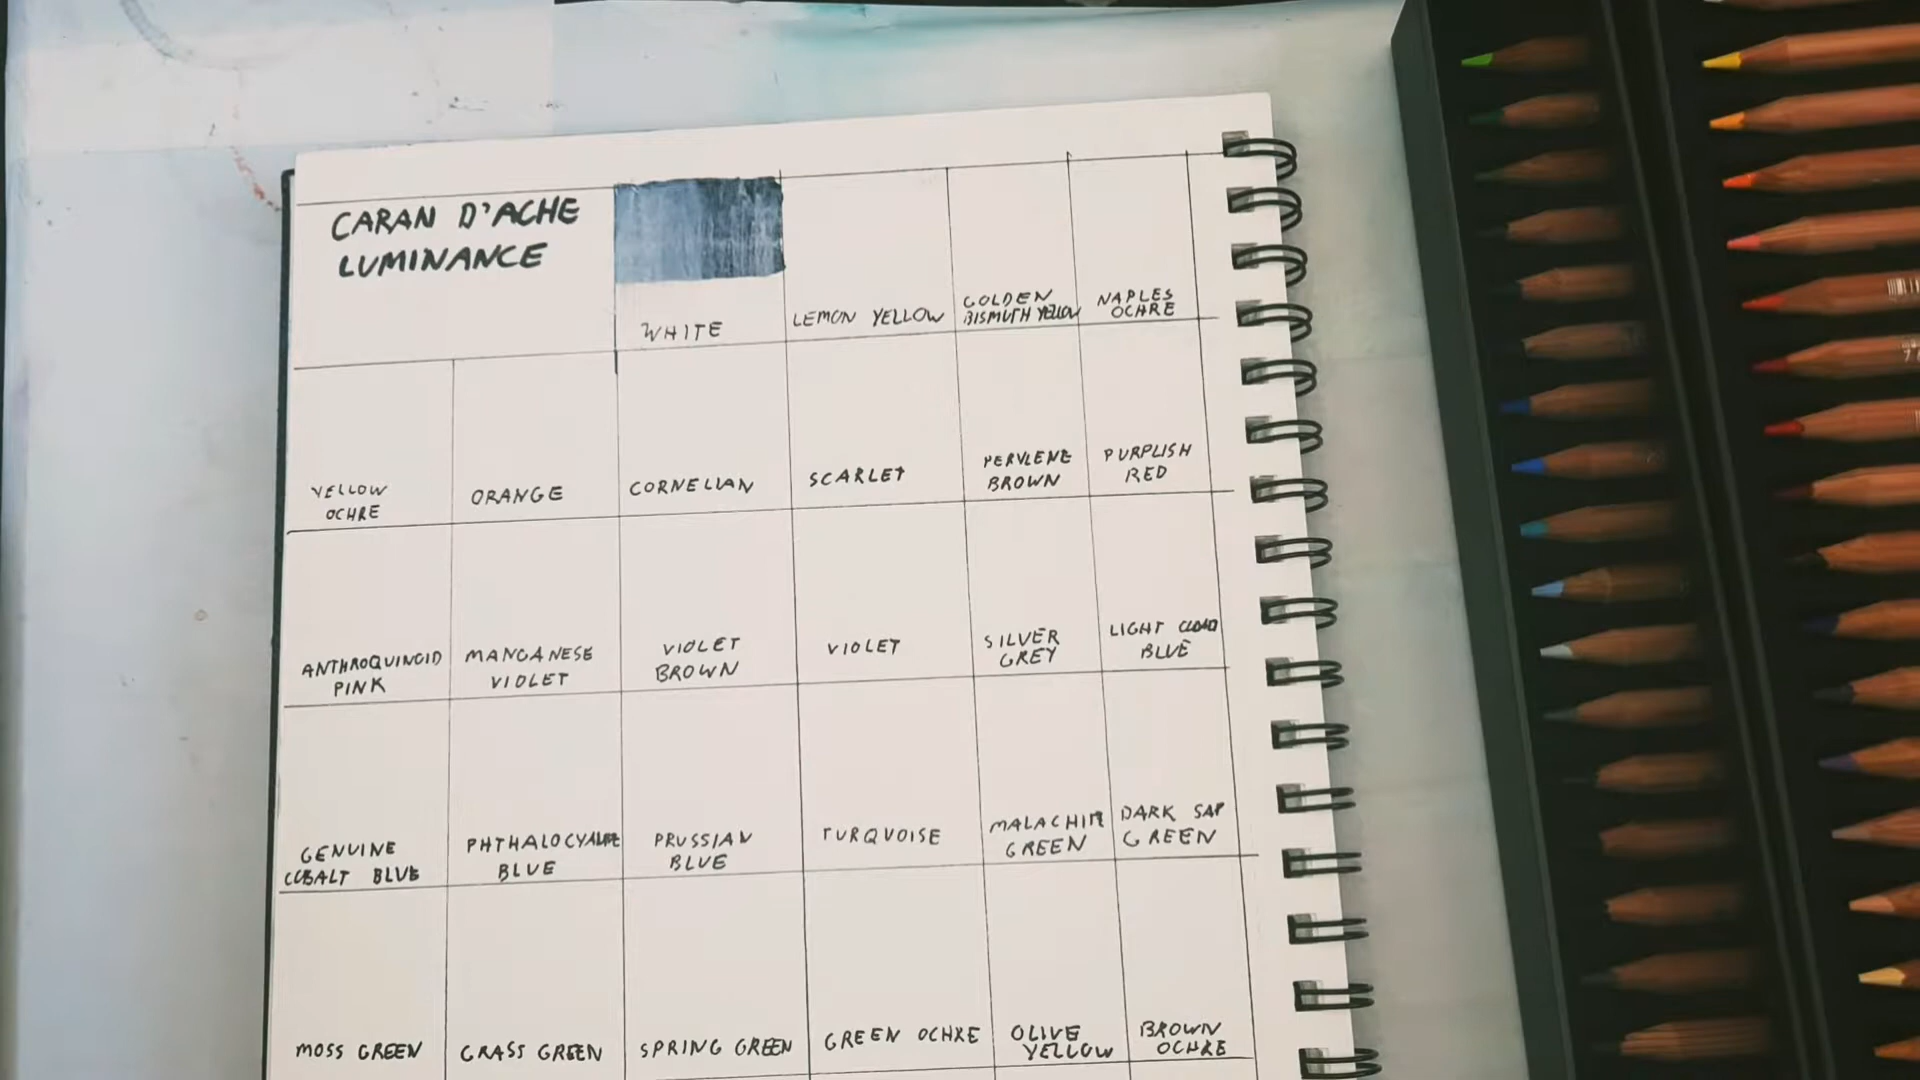 CARAN D'ACHE
LUMINANCE
WHITE
LEMON YELLOW
GOLDEN
BISMUTH YELLOW
NAPLES
OCHRE
YELLOW
OCHRE
ORANGE
CORNELIAN
SCARLET
PERYLENE
BROWN
PURPLISH
RED
ANTHROQUINOID
PINK
MANGANESE
VIOLET
VIOLET
BROWN
VIOLET
SILVER
GREY
LIGHT CLOUD
BLUE
GENUINE
COBALT BLUE
PHTHALOCYANINE
BLUE
PRUSSIAN
BLUE
TURQUOISE
MALACHITE
GREEN
DARK SAP
GREEN
MOSS GREEN
GRASS GREEN
SPRING GREEN
GREEN OCHRE
OLIVE
YELLOW
BROWN
OCHRE